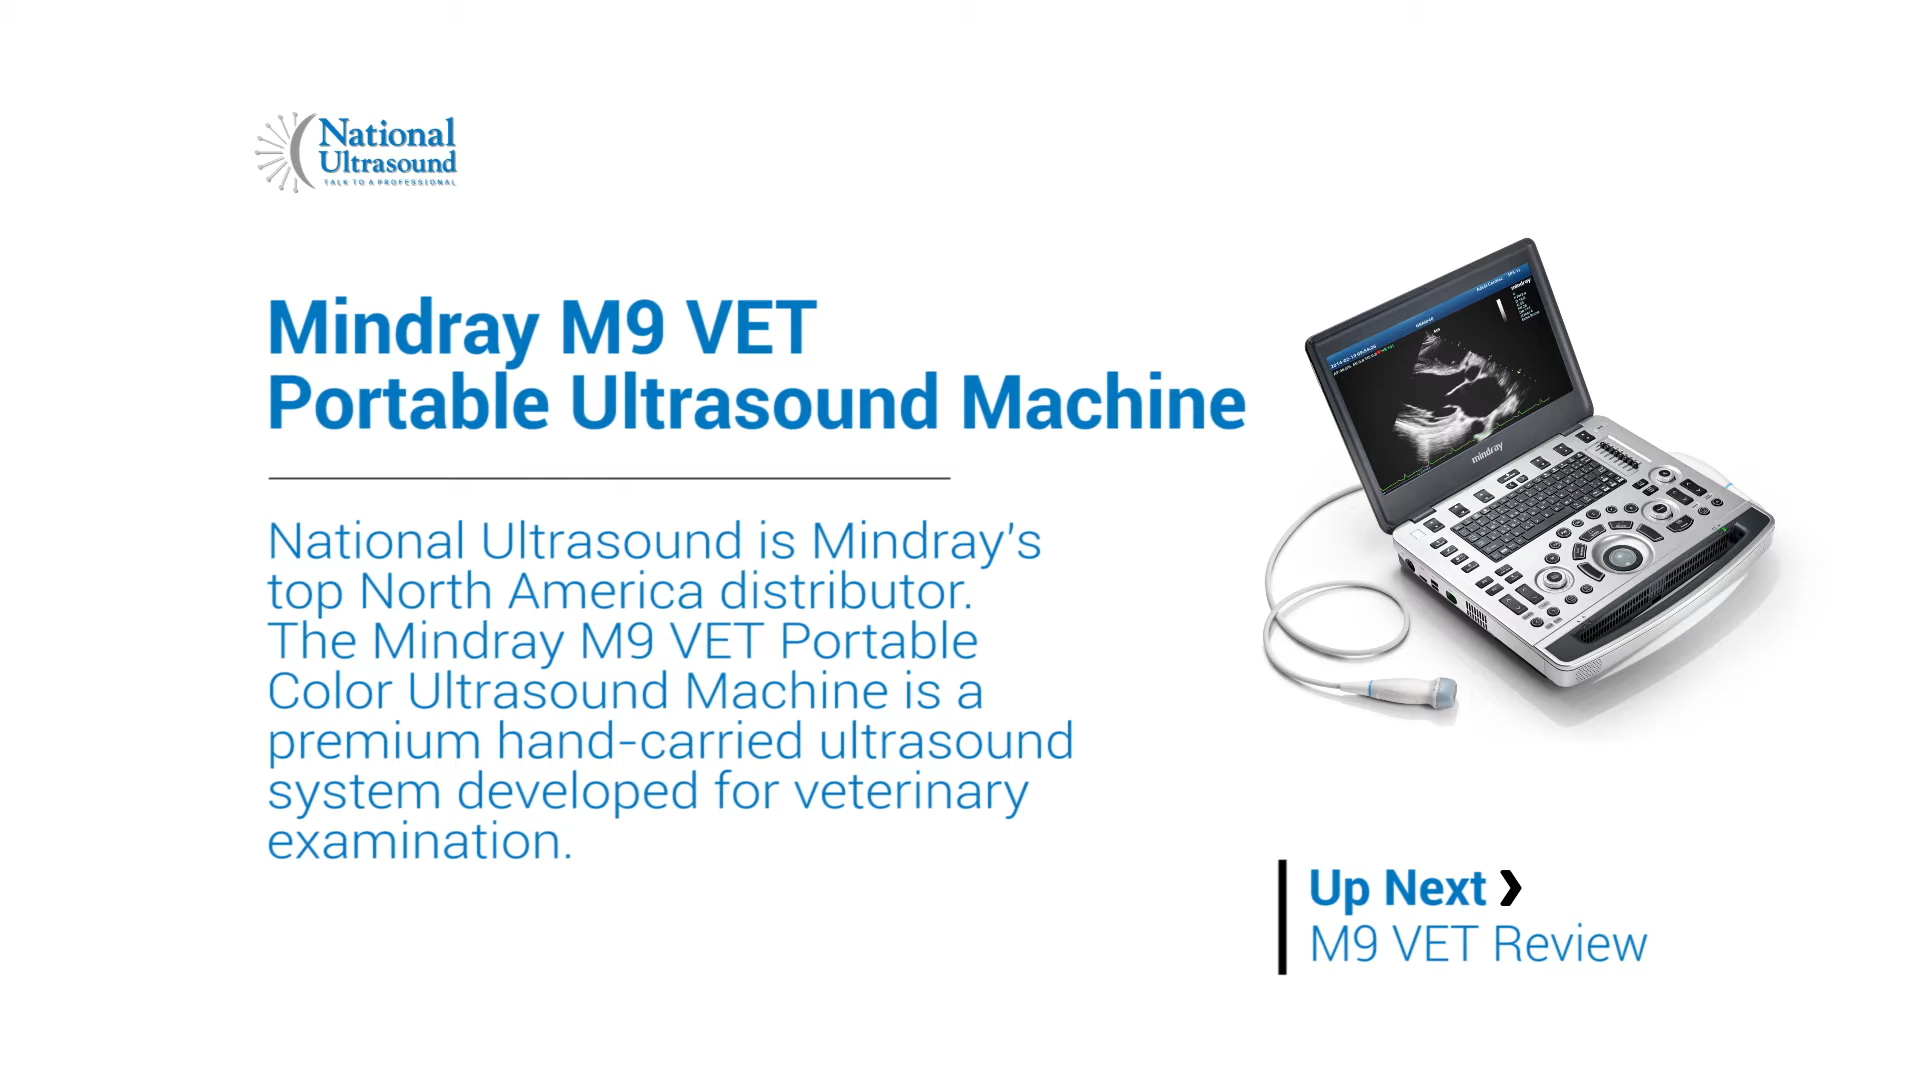 National
Ultrasound
TALK TO A PROFESSIONAL
Mindray M9 VET
Portable Ultrasound Machine
National Ultrasound is Mindray's
top North America distributor.
The Mindray M9 VET Portable
Color Ultrasound Machine is a
premium hand-carried ultrasound
system developed for veterinary
examination.
mindray
mindray
Up Next
M9 VET Review